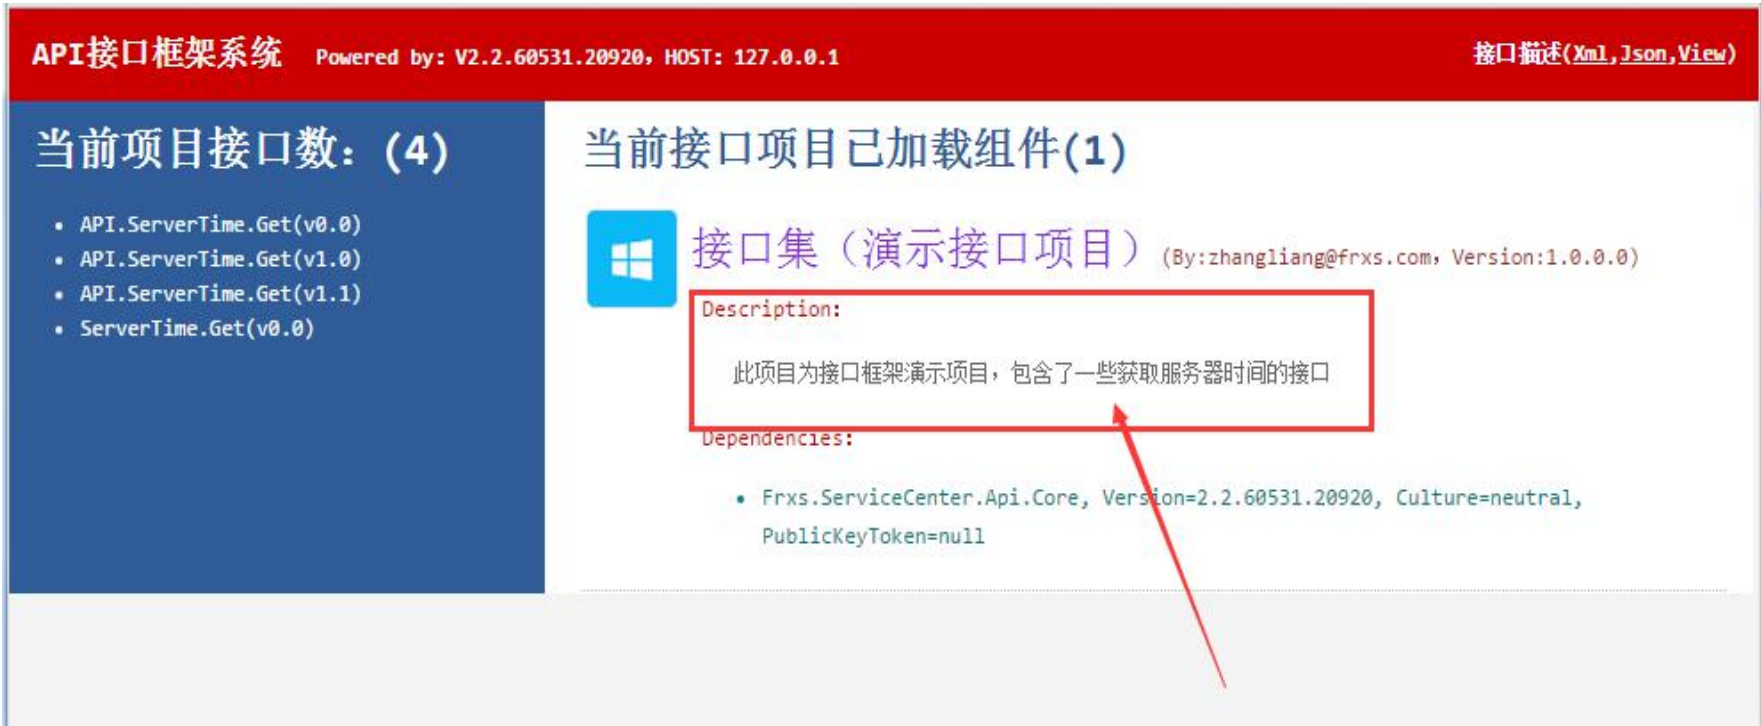 API接口框架系统 Powered by: V2.2.60531.20920，HOST: 127.0.0.1
接口描述(Xml,Json,View)
当前项目接口数：(4)
API.ServerTime.Get(v0.0)
API.ServerTime.Get(v1.0)
API.ServerTime.Get(v1.1)
ServerTime.Get(v0.0)
当前接口项目已加载组件(1)
接口集（演示接口项目）(By:zhangliang@frxs.com，Version:1.0.0.0)
Description:
此项目为接口框架演示项目，包含了一些获取服务器时间的接口
Dependencies:
Frxs.ServiceCenter.Api.Core, Version=2.2.60531.20920, Culture=neutral,
PublicKeyToken=null